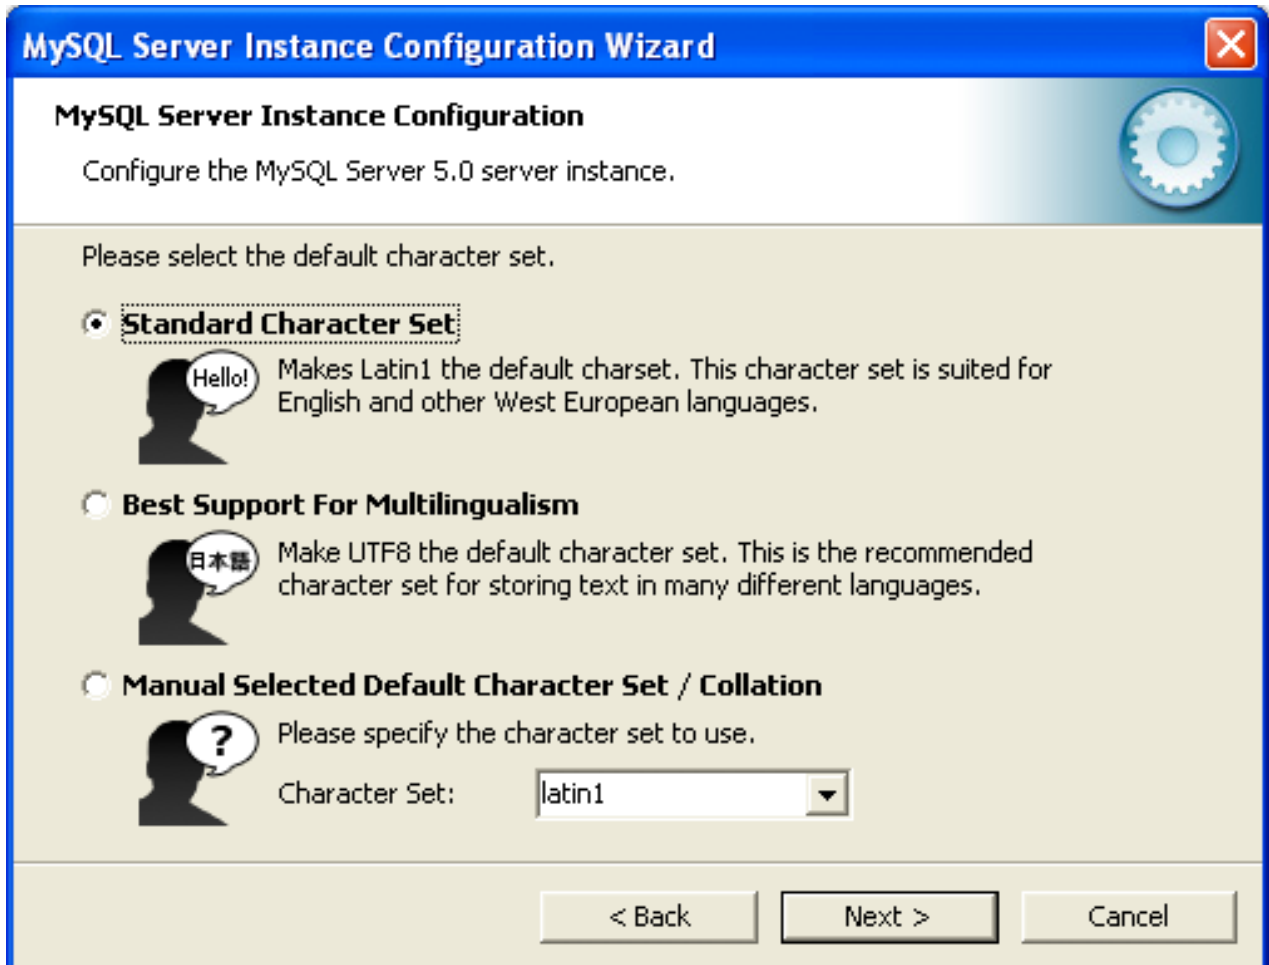 MySQL Server Instance Configuration Wizard
MySQL Server Instance Configuration
Configure the MySQL Server 5.0 server instance.
Please select the default character set.
Standard Character Set
Hello!
Makes Latin1 the default charset. This character set is suited for
English and other West European languages.
Best Support For Multilingualism
日本語
Make UTF8 the default character set. This is the recommended
character set for storing text in many different languages.
Manual Selected Default Character Set / Collation
?
Please specify the character set to use.
Character Set: latin1
< Back Next > Cancel